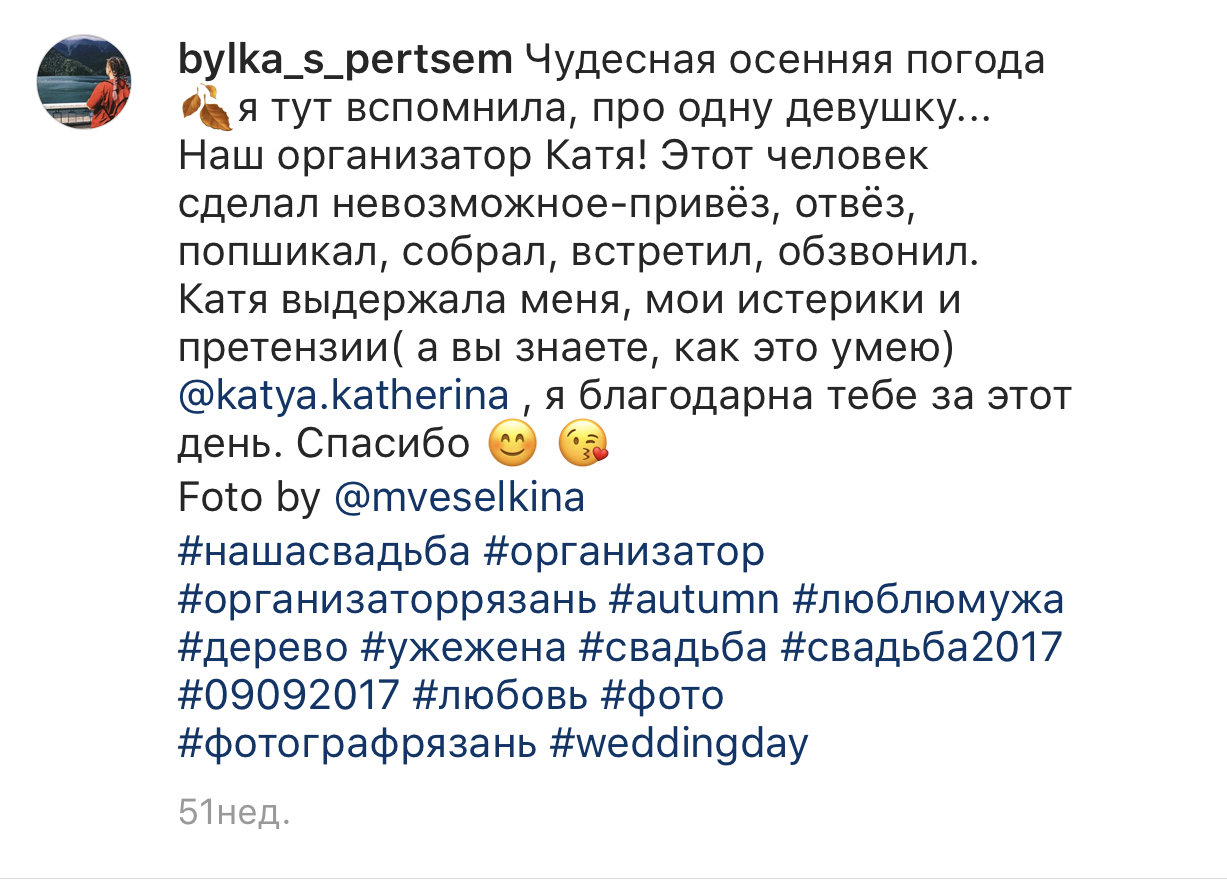 bylka_s_pertsem Чудесная осенняя погода
🍂я тут вспомнила, про одну девушку...
Наш организатор Катя! Этот человек
сделал невозможное-привёз, отвёз,
попшикал, собрал, встретил, обзвонил.
Катя выдержала меня, мои истерики и
претензии( а вы знаете, как это умею)
@katya.katherina , я благодарна тебе за этот
день. Спасибо 😊 😘
Foto by @mveselkina
#нашасвадьба #организатор
#организаторрязань #autumn #люблюмужа
#дерево #ужежена #свадьба #свадьба2017
#09092017 #любовь #фото
#фотографрязань #weddingday
51нед.